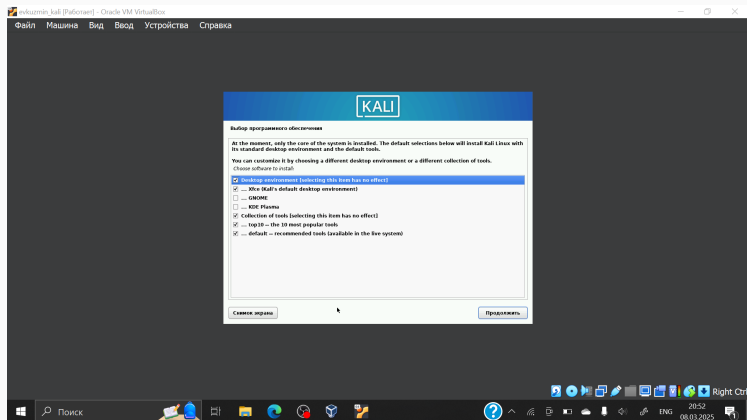 evkuzmin_kali [Работает] - Oracle VM VirtualBox
Файл Машина Вид Ввод Устройства Справка
KALI
Выбор программного обеспечения
At the moment, only the core of the system is installed. The default selections below will install Kali Linux with
its standard desktop environment and the default tools.
You can customize it by choosing a different desktop environment or a different collection of tools.
Choose software to install:
Desktop environment [selecting this item has no effect]
... Xfce (Kali's default desktop environment)
... GNOME
... KDE Plasma
Collection of tools [selecting this item has no effect]
... top10 -- the 10 most popular tools
... default -- recommended tools (available in the live system)
Снимок экрана
Продолжить
Right Ctrl
Поиск
ENG
20:52
08.03.2025